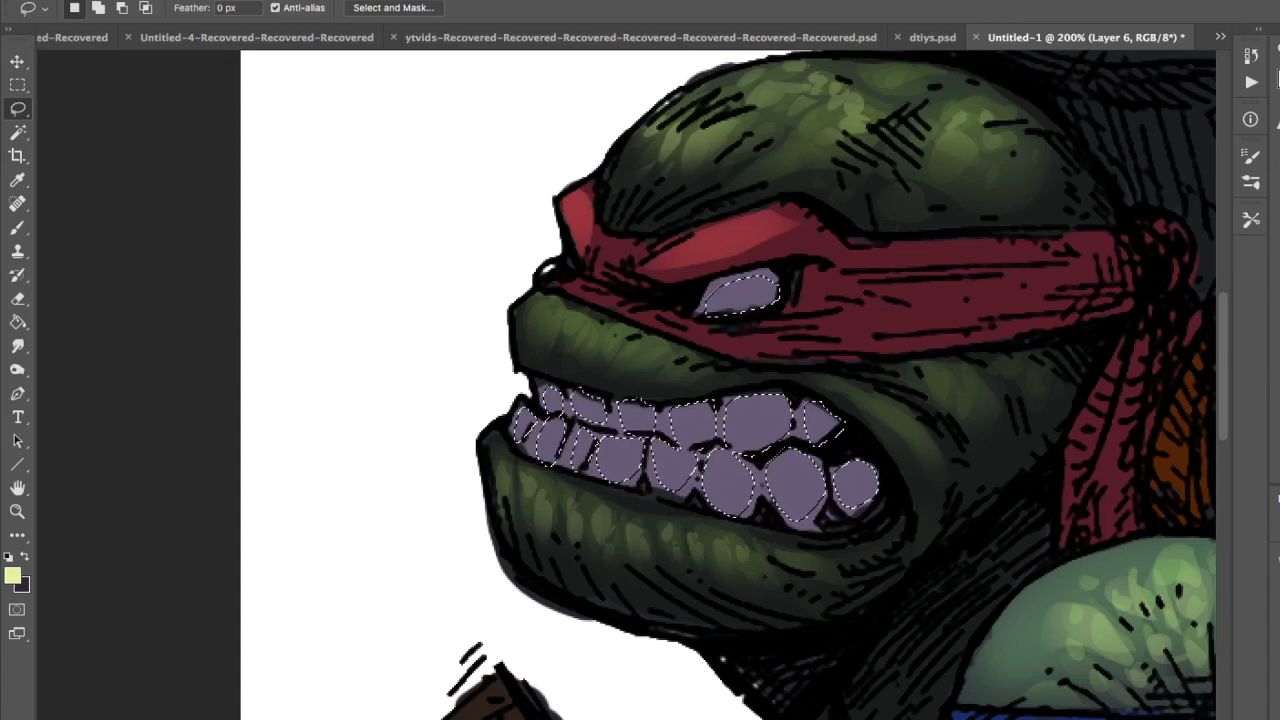 Feather: 0 px Anti-alias Select and Mask...
ed-Recovered Untitled-4-Recovered-Recovered ytvids-Recovered-Recovered-Recovered-Recovered-Recovered-Recovered-Recovered.psd dtiys.psd Untitled-1 @ 200% (Layer 6, RGB/8*) *